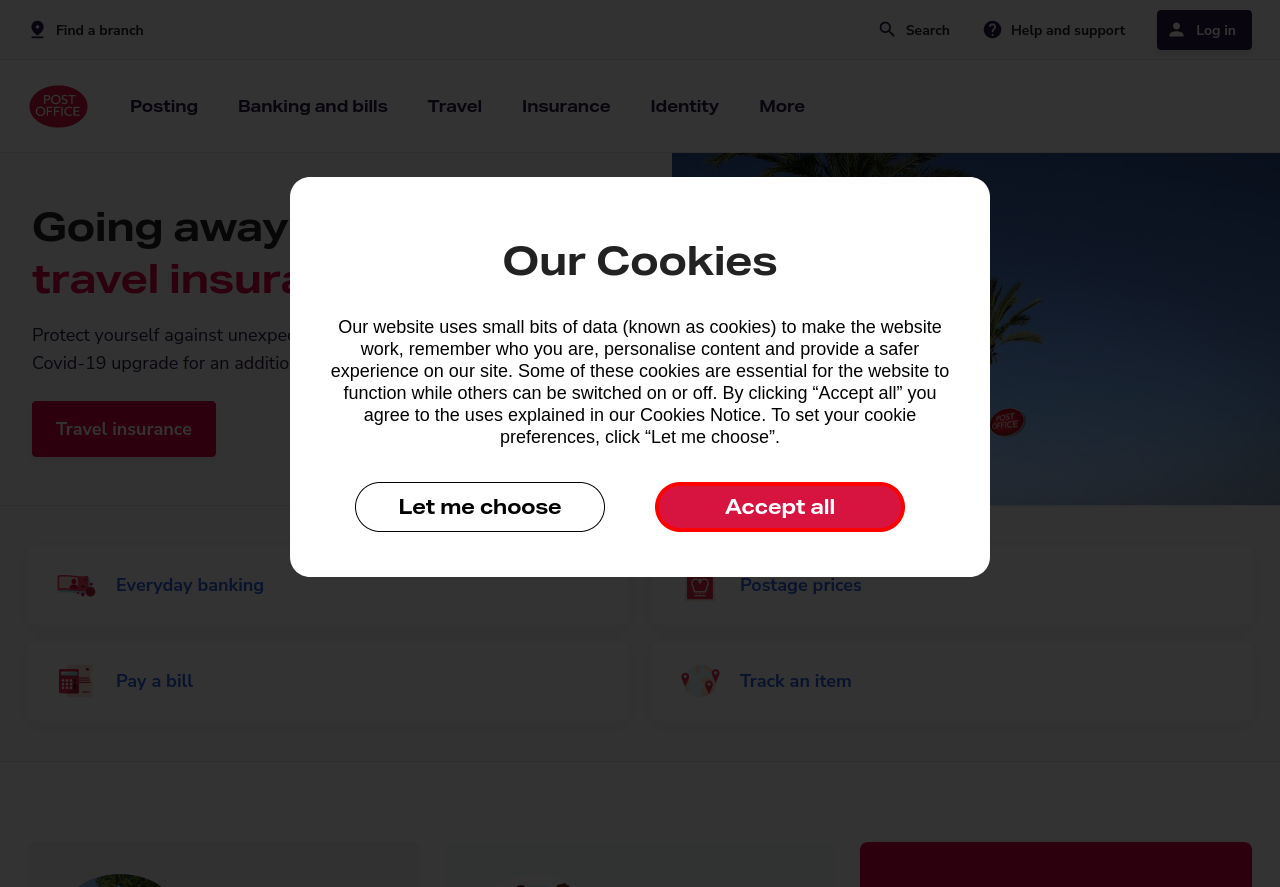 Find a branch
Search
Help and support
Log in
POST
OFFICE
Posting
Banking and bills
Travel
Insurance
Identity
More
Going away
travel insura
Protect yourself against unexpec
Covid-19 upgrade for an additio
Travel insurance
POST
OFFICE
Our Cookies
Our website uses small bits of data (known as cookies) to make the website
work, remember who you are, personalise content and provide a safer
experience on our site. Some of these cookies are essential for the website to
function while others can be switched on or off. By clicking “Accept all” you
agree to the uses explained in our Cookies Notice. To set your cookie
preferences, click “Let me choose”.
Let me choose
Accept all
Everyday banking
Postage prices
Pay a bill
Track an item